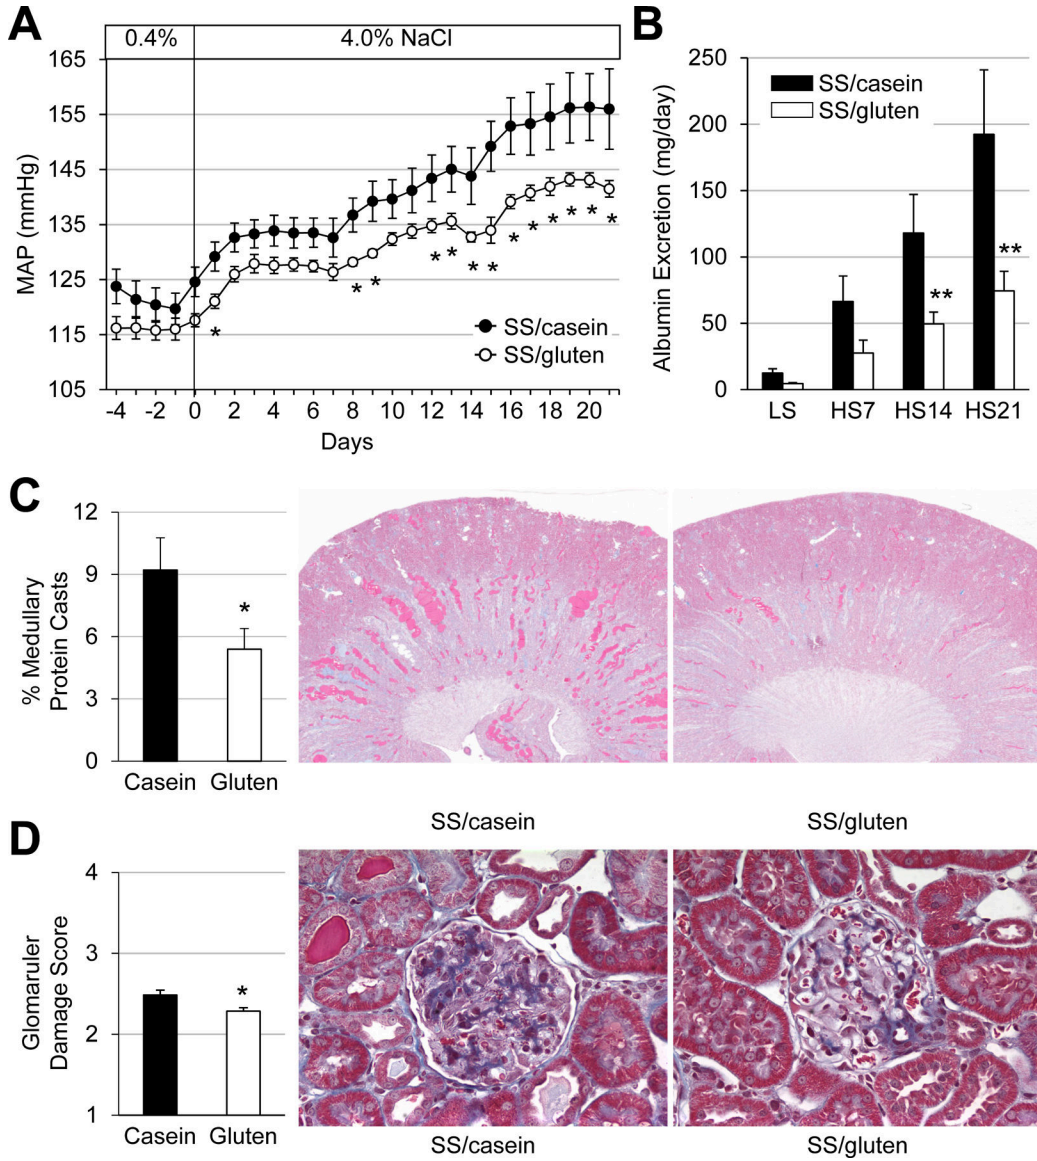 A
0.4%
4.0% NaCl
165
155
145
135
125
115
105
MAP (mmHg)
SS/casein
SS/gluten
* * * * * * * * * * * * *
-4 -2 0 2 4 6 8 10 12 14 16 18 20
Days
B
250
200
150
100
50
0
Albumin Excretion (mg/day)
SS/casein
SS/gluten
** **
LS HS7 HS14 HS21
C
12
9
6
3
0
% Medullary
Protein Casts
*
Casein Gluten
SS/casein SS/gluten
D
4
3
2
1
Glomaruler
Damage Score
*
Casein Gluten
SS/casein SS/gluten